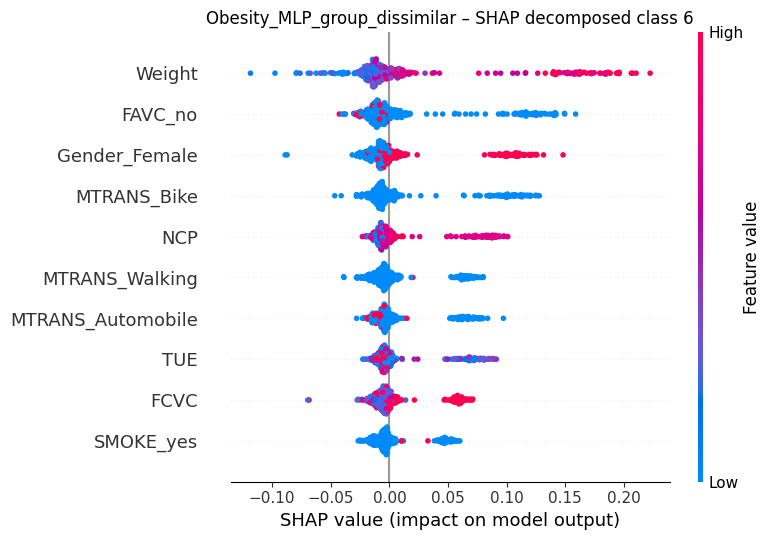 Obesity_MLP_group_dissimilar – SHAP decomposed class 6
High
Weight
FAVC_no
Gender_Female
MTRANS_Bike
NCP
MTRANS_Walking
MTRANS_Automobile
TUE
FCVC
SMOKE_yes
Feature value
Low
−0.10 −0.05 0.00 0.05 0.10 0.15 0.20
SHAP value (impact on model output)